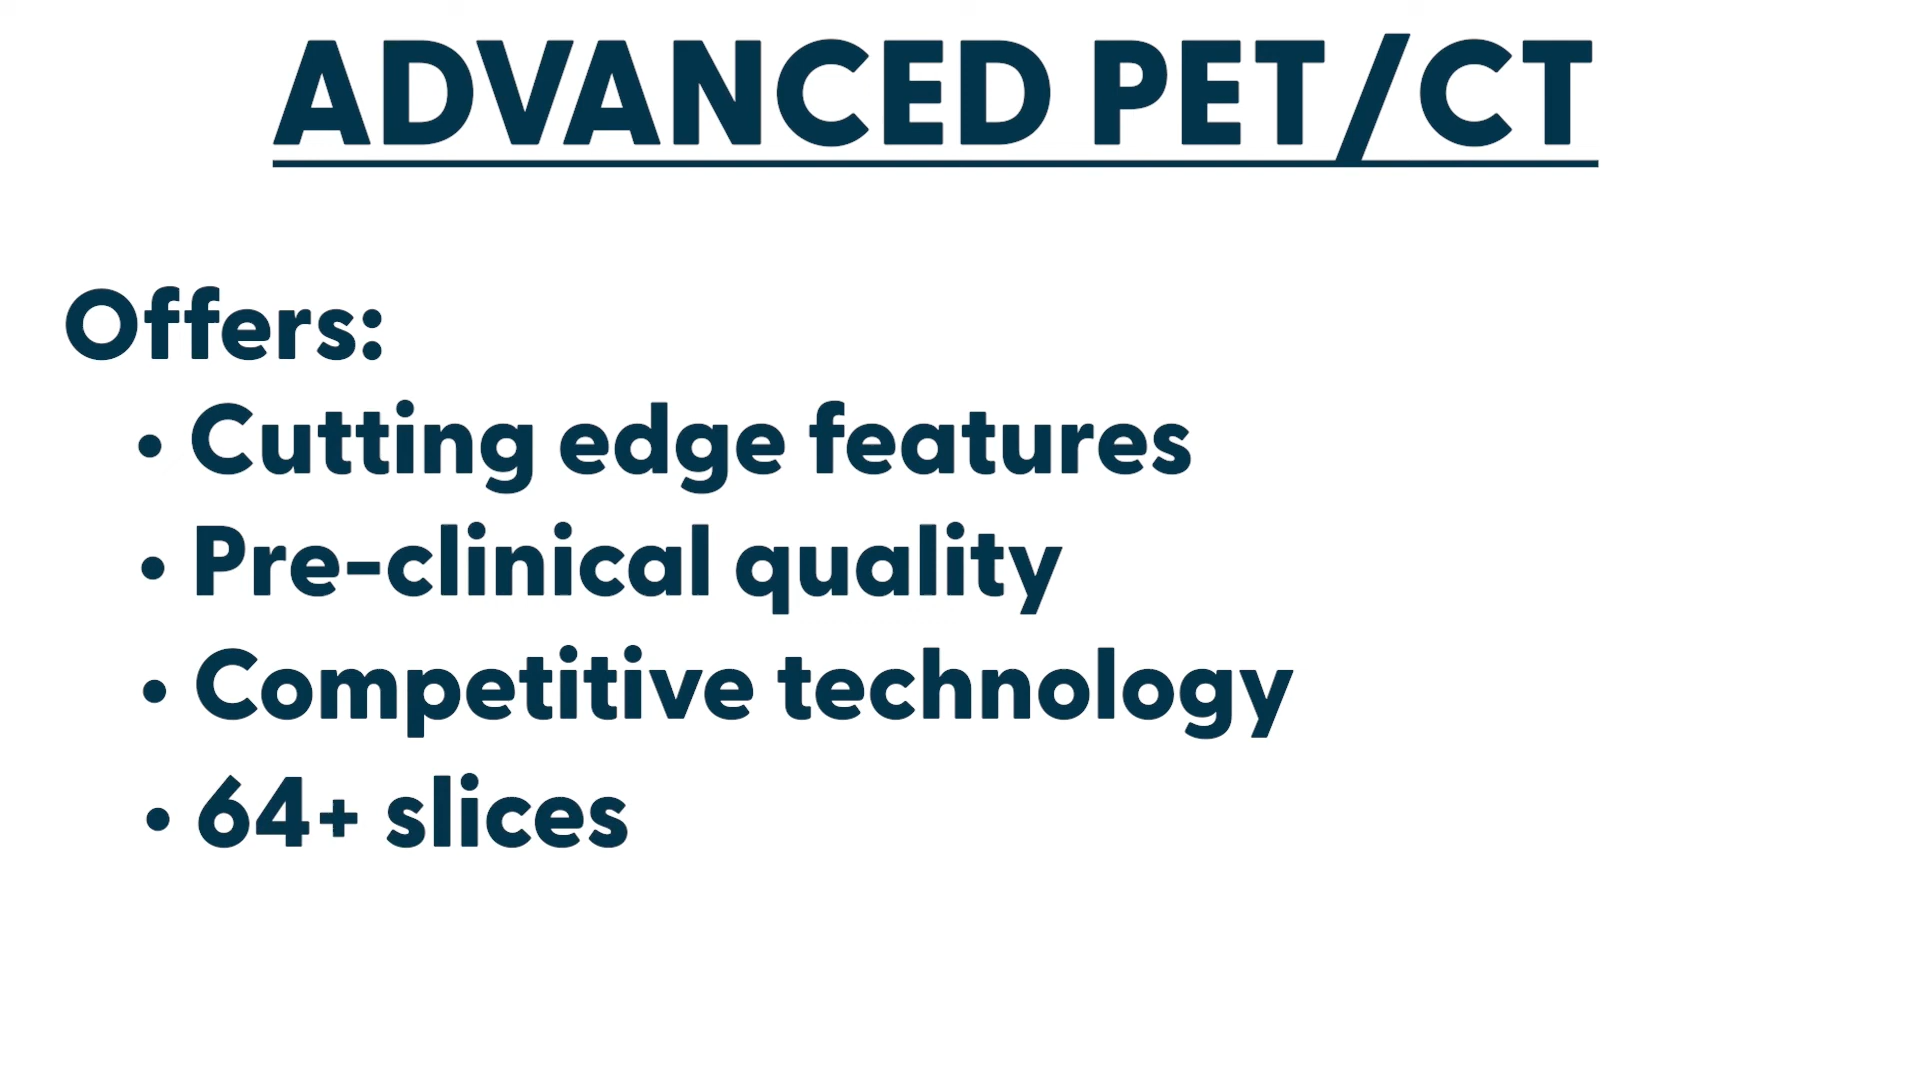 ADVANCED PET/CT
Offers:
• Cutting edge features
• Pre-clinical quality
• Competitive technology
• 64+ slices